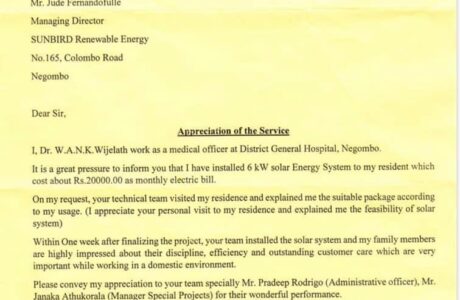 Mr. Jude Fernandofulle
Managing Director
SUNBIRD Renewable Energy
No.165, Colombo Road
Negombo
Dear Sir,
Appreciation of the Service
I, Dr. W.A.N.K.Wijelath work as a medical officer at District General Hospital, Negombo.
It is a great pressure to inform you that I have installed 6 kW solar Energy System to my resident which
cost about Rs.20000.00 as monthly electric bill.
On my request, your technical team visited my residence and explained me the suitable package according
to my usage. (I appreciate your personal visit to my residence and explained me the feasibility of solar
system)
Within One week after finalizing the project, your team installed the solar system and my family members
are highly impressed about their discipline, efficiency and outstanding customer care which are very
important while working in a domestic environment.
Please convey my appreciation to your team specially Mr. Pradeep Rodrigo (Administrative officer), Mr.
Janaka Athukorala (Manager Special Projects) for their wonderful performance.